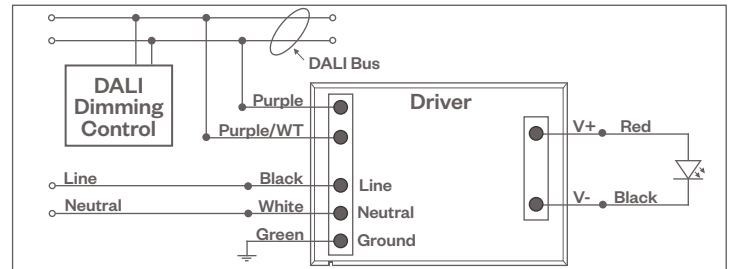 DALI Bus
DALI
Dimming
Control
Driver
Purple
Purple/WT
V+ Red
Line Black Line
Neutral White Neutral
V- Black
Green Ground